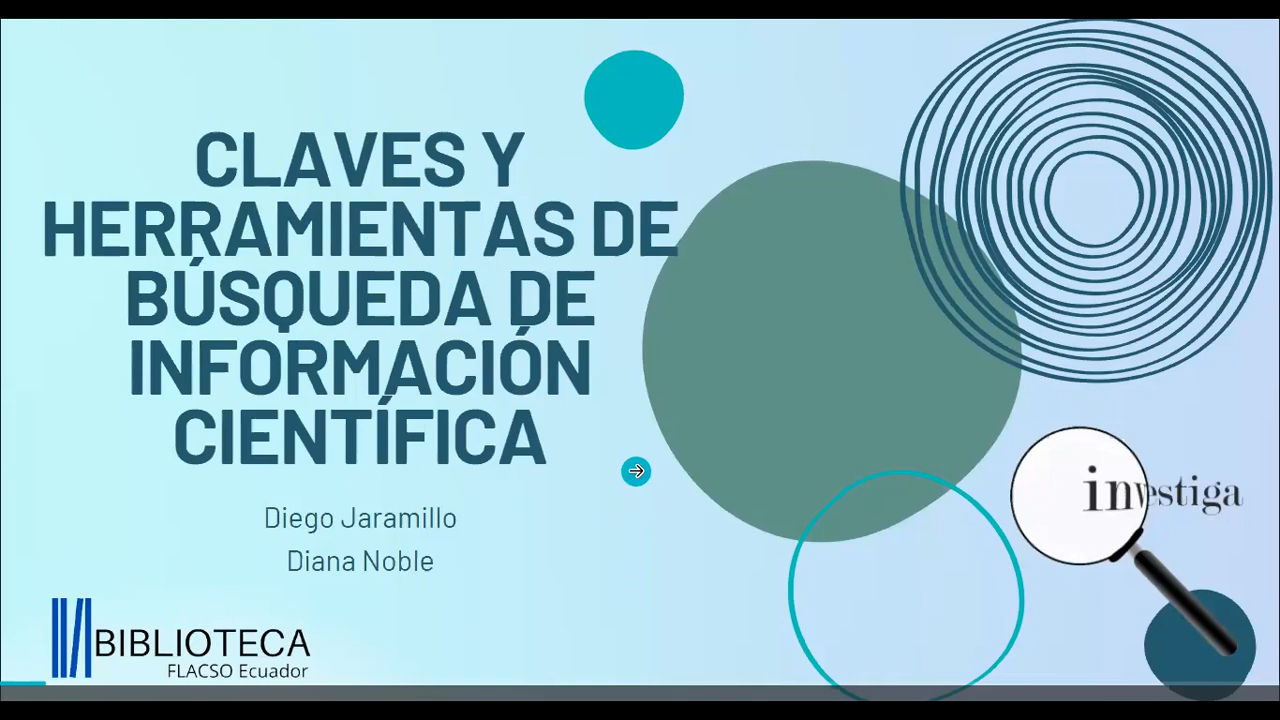 CLAVES Y
HERRAMIENTAS DE
BÚSQUEDA DE
INFORMACIÓN
CIENTÍFICA
Diego Jaramillo
Diana Noble
investiga
BIBLIOTECA
FLACSO Ecuador